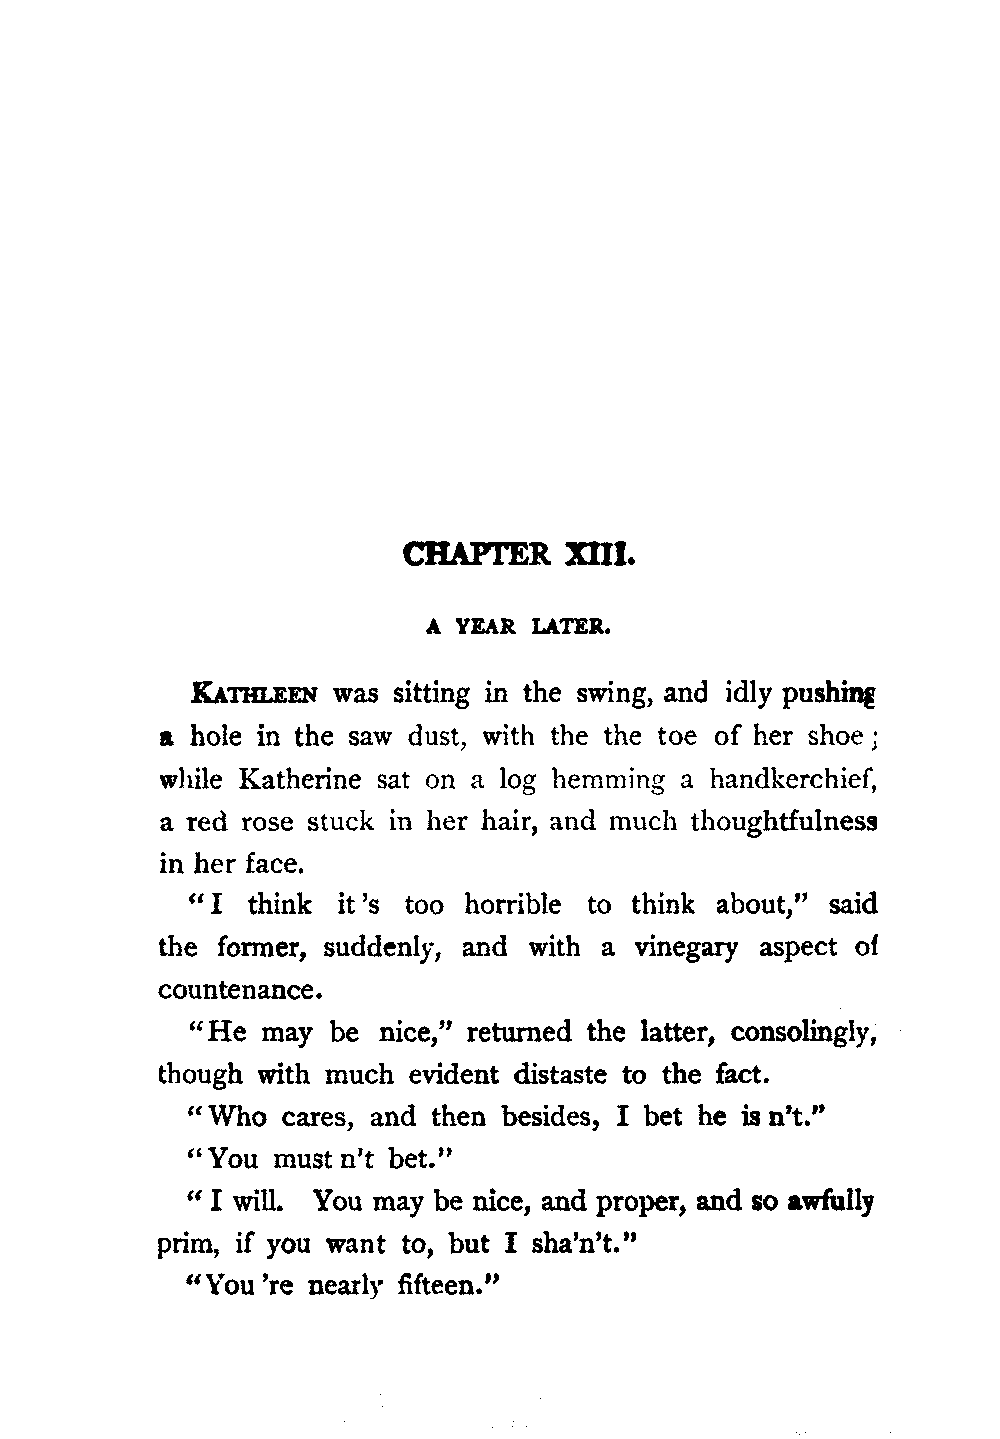 CHAPTER XIII.
A YEAR LATER.
KATHLEEN was sitting in the swing, and idly pushing
a hole in the saw dust, with the the toe of her shoe;
while Katherine sat on a log hemming a handkerchief,
a red rose stuck in her hair, and much thoughtfulness
in her face.
"I think it's too horrible to think about," said
the former, suddenly, and with a vinegary aspect of
countenance.
"He may be nice," returned the latter, consolingly,
though with much evident distaste to the fact.
"Who cares, and then besides, I bet he is n't."
"You must n't bet."
"I will. You may be nice, and proper, and so awfully
prim, if you want to, but I sha'n't."
"You 're nearly fifteen."